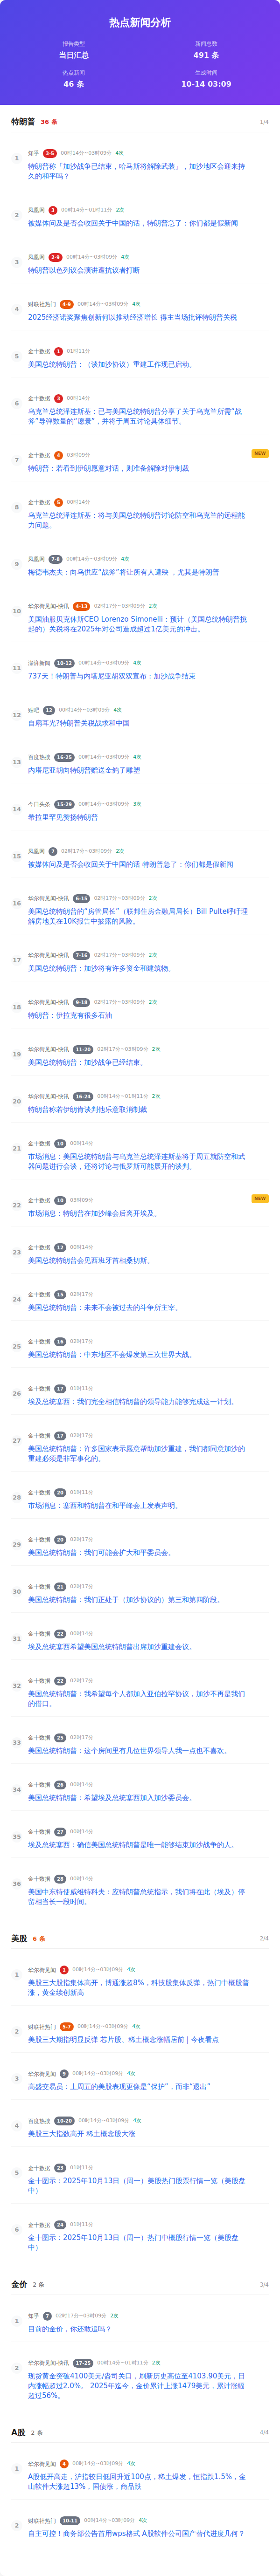 热点新闻分析
报告类型
新闻总数
当日汇总
491 条
热点新闻
生成时间
46 条
10-14 03:09
特朗普 36 条 1/4
1
知乎 3-5 00时14分~03时09分 4次
特朗普称「加沙战争已结束，哈马斯将解除武装」，加沙地区会迎来持
久的和平吗？
2
凤凰网 3 00时14分~01时11分 2次
被媒体问及是否会收回关于中国的话，特朗普急了：你们都是假新闻
3
凤凰网 2-9 00时14分~03时09分 4次
特朗普以色列议会演讲遭抗议者打断
4
财联社热门 4-9 00时14分~03时09分 4次
2025经济诺奖聚焦创新何以推动经济增长 得主当场批评特朗普关税
5
金十数据 1 01时11分
美国总统特朗普：（谈加沙协议）重建工作现已启动。
6
金十数据 3 00时14分
乌克兰总统泽连斯基：已与美国总统特朗普分享了关于乌克兰所需“战
斧”导弹数量的“愿景”，并将于周五讨论具体细节。
7
金十数据 4 03时09分 NEW
特朗普：若看到伊朗愿意对话，则准备解除对伊制裁
8
金十数据 5 00时14分
乌克兰总统泽连斯基：将与美国总统特朗普讨论防空和乌克兰的远程能
力问题。
9
凤凰网 7-8 00时14分~03时09分 4次
梅德韦杰夫：向乌供应“战斧”将让所有人遭殃 ，尤其是特朗普
10
华尔街见闻-快讯 4-13 02时17分~03时09分 2次
美国油服贝克休斯CEO Lorenzo Simonelli：预计（美国总统特朗普挑
起的）关税将在2025年对公司造成超过1亿美元的冲击。
11
澎湃新闻 10-12 00时14分~03时09分 4次
737天！特朗普与内塔尼亚胡双双宣布：加沙战争结束
12
贴吧 12 00时14分~03时09分 4次
自扇耳光?特朗普关税战求和中国
13
百度热搜 16-25 00时14分~03时09分 4次
内塔尼亚胡向特朗普赠送金鸽子雕塑
14
今日头条 15-29 00时14分~03时09分 3次
希拉里罕见赞扬特朗普
15
凤凰网 7 02时17分~03时09分 2次
被媒体问及是否会收回关于中国的话 特朗普急了：你们都是假新闻
16
华尔街见闻-快讯 6-15 02时17分~03时09分 2次
美国总统特朗普的“房管局长”（联邦住房金融局局长）Bill Pulte呼吁理
解房地美在10K报告中披露的风险。
17
华尔街见闻-快讯 7-16 02时17分~03时09分 2次
美国总统特朗普：加沙将有许多资金和建筑物。
18
华尔街见闻-快讯 9-18 02时17分~03时09分 2次
特朗普：伊拉克有很多石油
19
华尔街见闻-快讯 11-20 02时17分~03时09分 2次
美国总统特朗普：加沙战争已经结束。
20
华尔街见闻-快讯 16-24 00时14分~01时11分 2次
特朗普称若伊朗肯谈判他乐意取消制裁
21
金十数据 10 00时14分
市场消息：美国总统特朗普与乌克兰总统泽连斯基将于周五就防空和武
器问题进行会谈，还将讨论与俄罗斯可能展开的谈判。
22
金十数据 10 03时09分 NEW
市场消息：特朗普在加沙峰会后离开埃及。
23
金十数据 12 00时14分
美国总统特朗普会见西班牙首相桑切斯。
24
金十数据 15 02时17分
美国总统特朗普：未来不会被过去的斗争所主宰。
25
金十数据 16 02时17分
美国总统特朗普：中东地区不会爆发第三次世界大战。
26
金十数据 17 01时11分
埃及总统塞西：我们完全相信特朗普的领导能力能够完成这一计划。
27
金十数据 17 02时17分
美国总统特朗普：许多国家表示愿意帮助加沙重建，我们都同意加沙的
重建必须是非军事化的。
28
金十数据 20 01时11分
市场消息：塞西和特朗普在和平峰会上发表声明。
29
金十数据 20 02时17分
美国总统特朗普：我们可能会扩大和平委员会。
30
金十数据 21 02时17分
美国总统特朗普：我们正处于（加沙协议的）第三和第四阶段。
31
金十数据 22 00时14分
埃及总统塞西希望美国总统特朗普出席加沙重建会议。
32
金十数据 22 02时17分
美国总统特朗普：我希望每个人都加入亚伯拉罕协议，加沙不再是我们
的借口。
33
金十数据 25 02时17分
美国总统特朗普：这个房间里有几位世界领导人我一点也不喜欢。
34
金十数据 26 00时14分
美国总统特朗普：希望埃及总统塞西加入加沙委员会。
35
金十数据 27 00时14分
埃及总统塞西：确信美国总统特朗普是唯一能够结束加沙战争的人。
36
金十数据 28 00时14分
美国中东特使威维特科夫：应特朗普总统指示，我们将在此（埃及）停
留相当长一段时间。
美股 6 条 2/4
1
华尔街见闻 1 00时14分~03时09分 4次
美股三大股指集体高开，博通涨超8%，科技股集体反弹，热门中概股普
涨，黄金续创新高
2
财联社热门 5-7 00时14分~03时09分 4次
美股三大期指明显反弹 芯片股、稀土概念涨幅居前 | 今夜看点
3
华尔街见闻 9 00时14分~03时09分 4次
高盛交易员：上周五的美股表现更像是“保护”，而非“退出”
4
百度热搜 10-20 00时14分~03时09分 4次
美股三大指数高开 稀土概念股大涨
5
金十数据 23 01时11分
金十图示：2025年10月13日（周一）美股热门股票行情一览（美股盘
中）
6
金十数据 24 01时11分
金十图示：2025年10月13日（周一）热门中概股行情一览（美股盘
中）
金价 2 条 3/4
1
知乎 7 02时17分~03时09分 2次
目前的金价，你还敢追吗？
2
华尔街见闻-快讯 17-25 00时14分~01时11分 2次
现货黄金突破4100美元/盎司关口，刷新历史高位至4103.90美元，日
内涨幅超过2.0%。 2025年迄今，金价累计上涨1479美元，累计涨幅
超过56%。
A股 2 条 4/4
1
华尔街见闻 4 00时14分~03时09分 4次
A股低开高走，沪指较日低回升近100点，稀土爆发，恒指跌1.5%，金
山软件大涨超13%，国债涨，商品跌
2
财联社热门 10-11 00时14分~03时09分 4次
自主可控！商务部公告首用wps格式 A股软件公司国产替代进度几何？